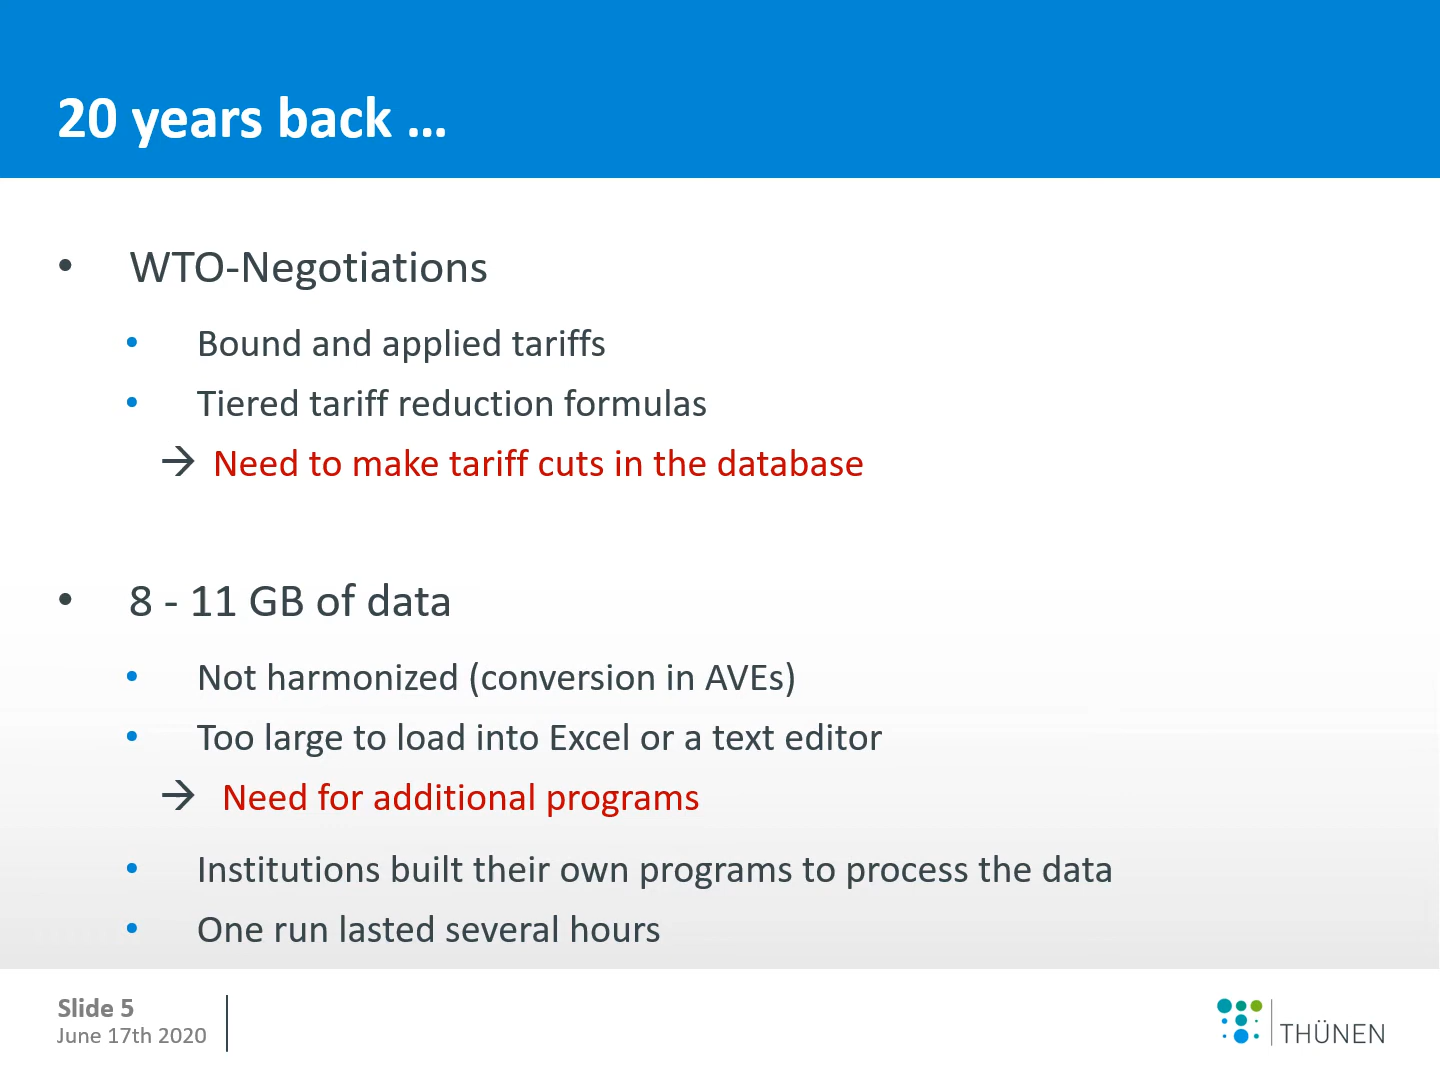 20 years back ...
• WTO-Negotiations
• Bound and applied tariffs
• Tiered tariff reduction formulas
→ Need to make tariff cuts in the database
• 8 - 11 GB of data
• Not harmonized (conversion in AVEs)
• Too large to load into Excel or a text editor
→ Need for additional programs
• Institutions built their own programs to process the data
• One run lasted several hours
Slide 5
June 17th 2020
THÜNEN